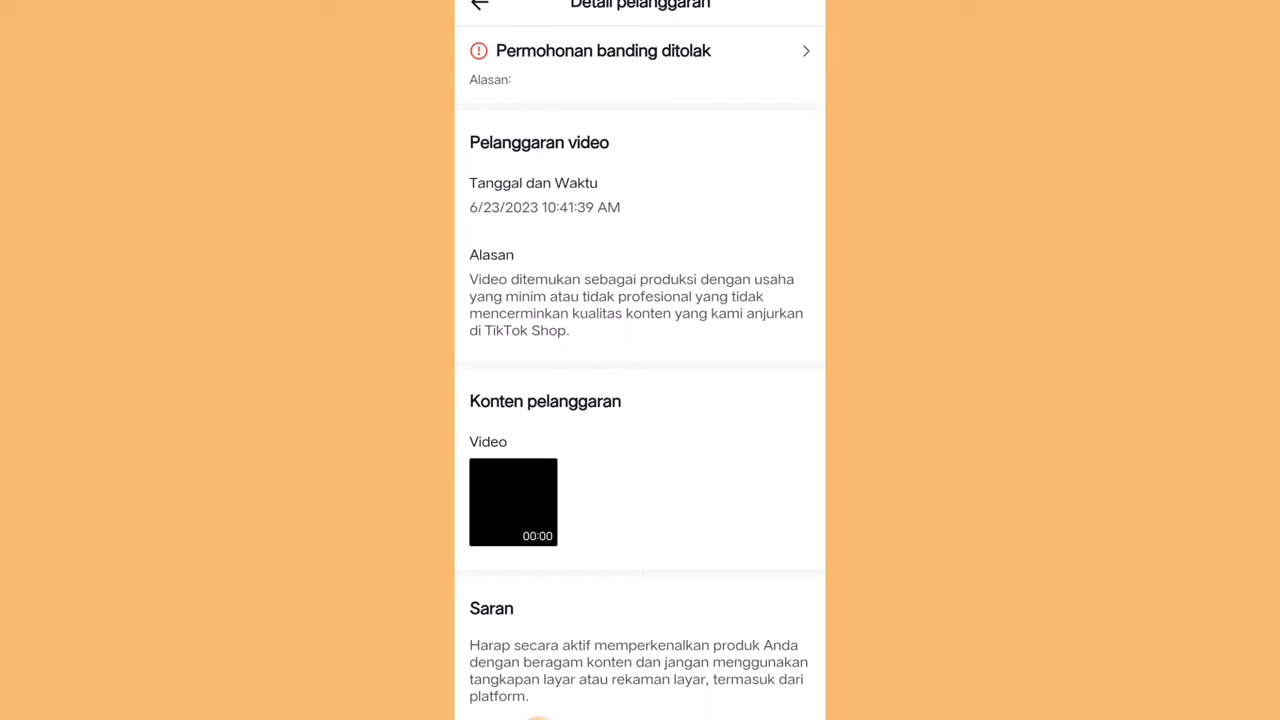 Detail pelanggaran
Permohonan banding ditolak
Alasan:
Pelanggaran video
Tanggal dan Waktu
6/23/2023 10:41:39 AM
Alasan
Video ditemukan sebagai produksi dengan usaha
yang minim atau tidak profesional yang tidak
mencerminkan kualitas konten yang kami anjurkan
di TikTok Shop.
Konten pelanggaran
Video
00:00
Saran
Harap secara aktif memperkenalkan produk Anda
dengan beragam konten dan jangan menggunakan
tangkapan layar atau rekaman layar, termasuk dari
platform.